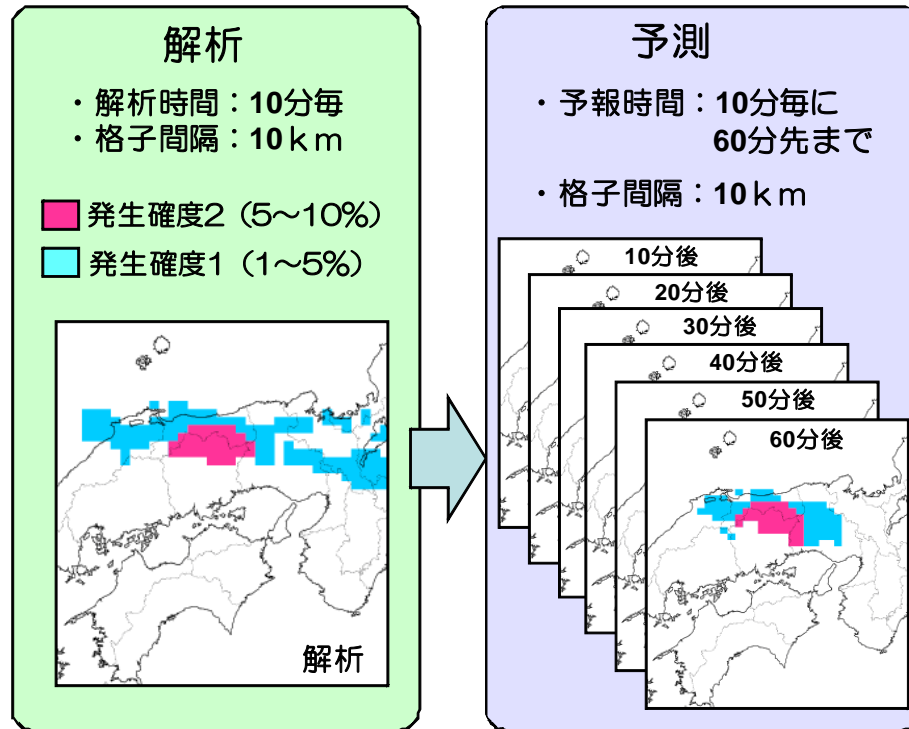 解析
・解析時間：10分毎
・格子間隔：10ｋｍ
発生確度2（5～10%）
発生確度1（1～5%）
解析
予測
・予報時間：10分毎に
60分先まで
・格子間隔：10ｋｍ
10分後
20分後
30分後
40分後
50分後
60分後